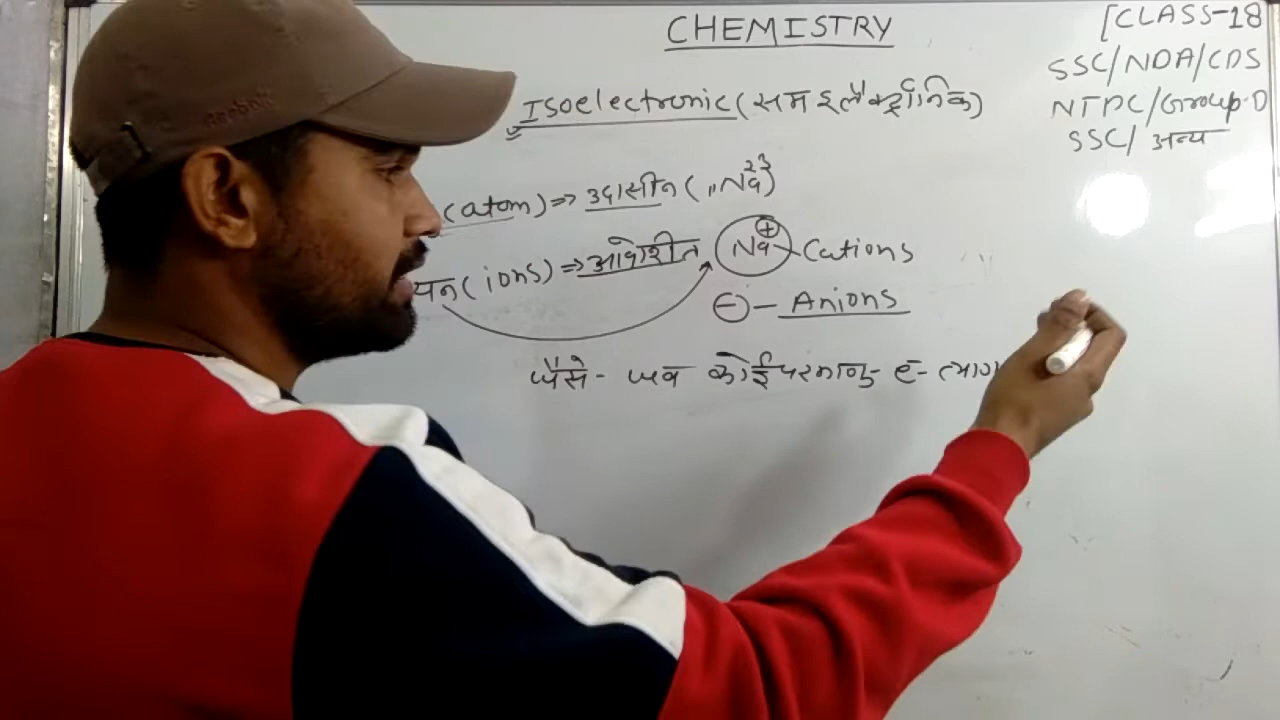 CHEMISTRY
[CLASS-18
SSC/NDA/CDS
NTPC/Group.D
SSC/ अन्य
Isoelectronic (समइलैक्ट्रॉनिक)
(atom) => उदासीन (₁₁Na²³)
यन (ions) => आवेशीत Na⊕ - Cations
⊖ - Anions
जैसे - जब कोई परमाणु e- त्याग
Reebok